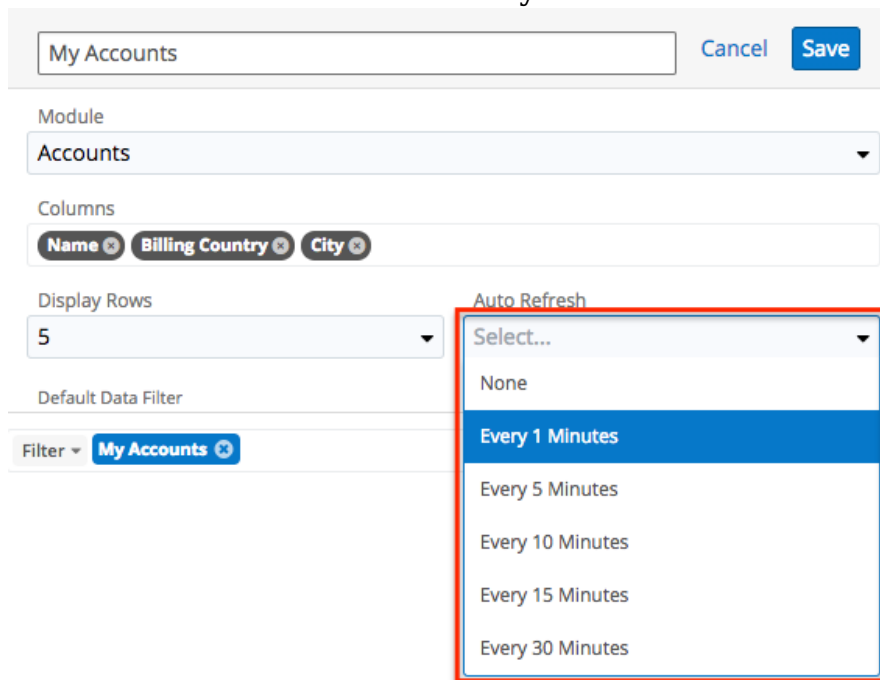 y
My Accounts Cancel Save
Module
Accounts
Columns
Name Billing Country City
Display Rows Auto Refresh
5 Select...
None
Default Data Filter
Every 1 Minutes
Filter My Accounts
Every 5 Minutes
Every 10 Minutes
Every 15 Minutes
Every 30 Minutes